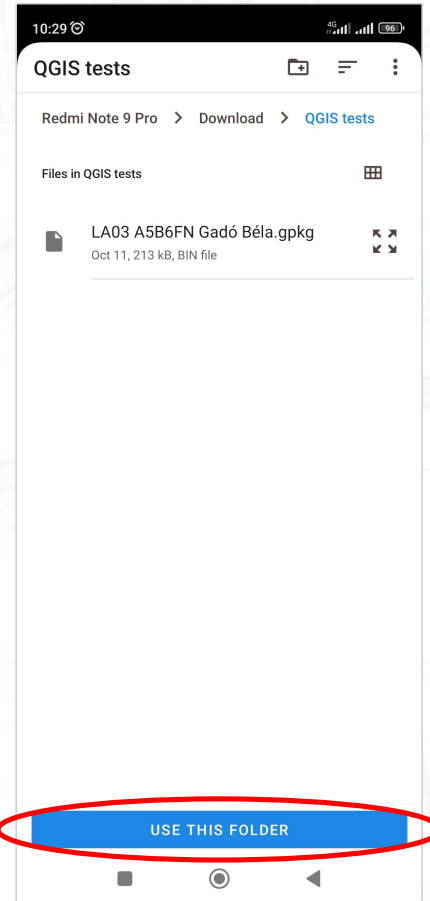 10:29 4G 96
QGIS tests
Redmi Note 9 Pro > Download > QGIS tests
Files in QGIS tests
LA03 A5B6FN Gadó Béla.gpkg
Oct 11, 213 kB, BIN file
USE THIS FOLDER